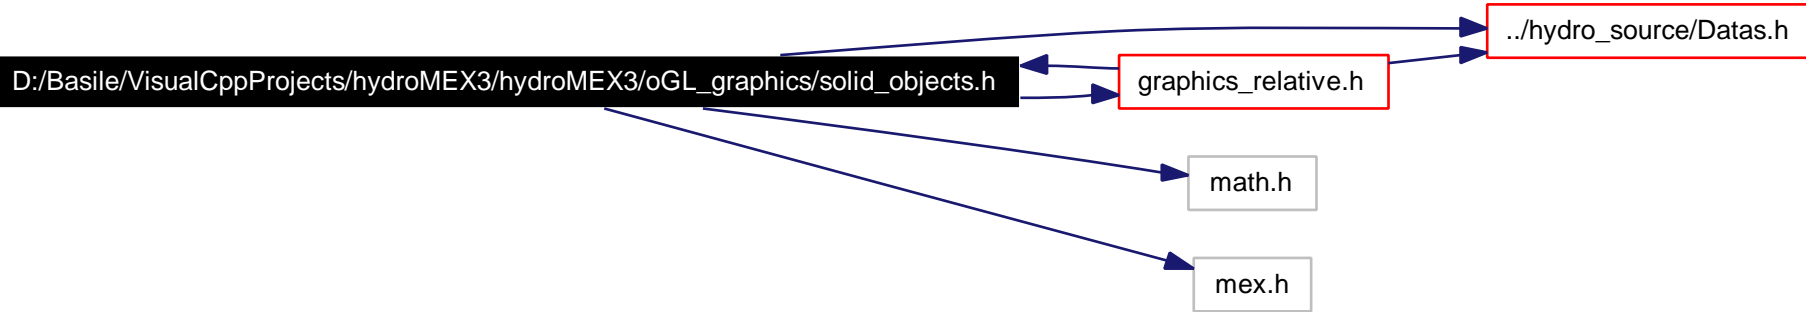 ../hydro_source/Datas.h
D:/Basile/VisualCppProjects/hydroMEX3/hydroMEX3/oGL_graphics/solid_objects.h
graphics_relative.h
math.h
mex.h